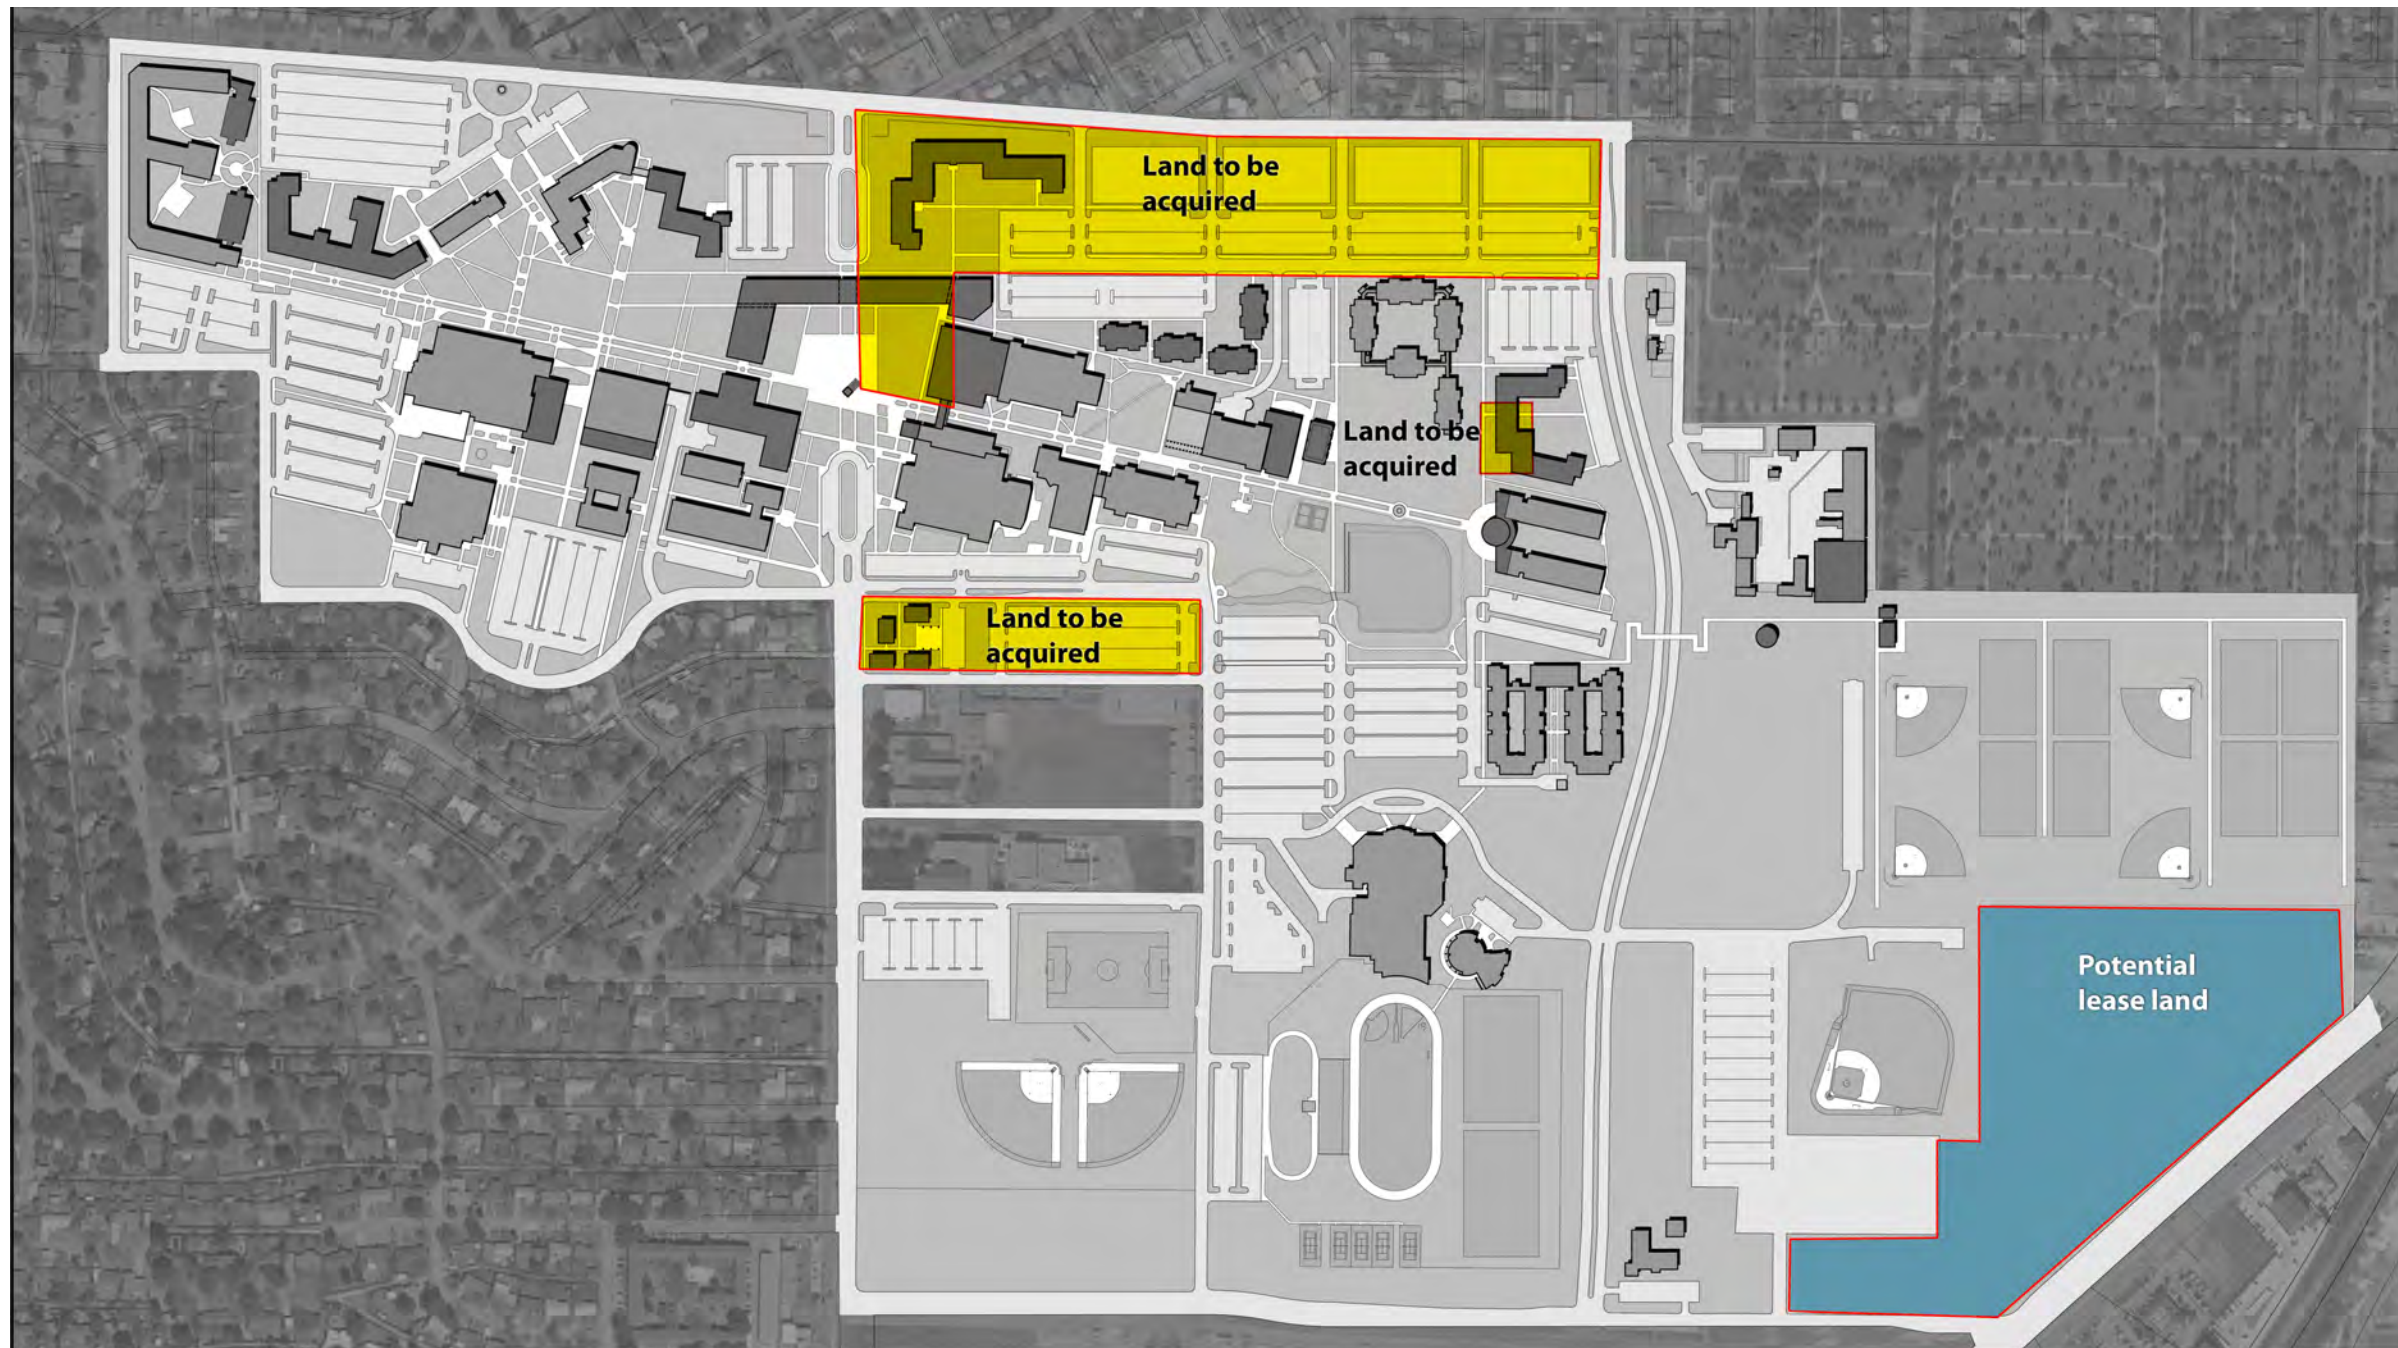 Land to be
acquired
Land to be
acquired
Land to be
acquired
Potential
lease land